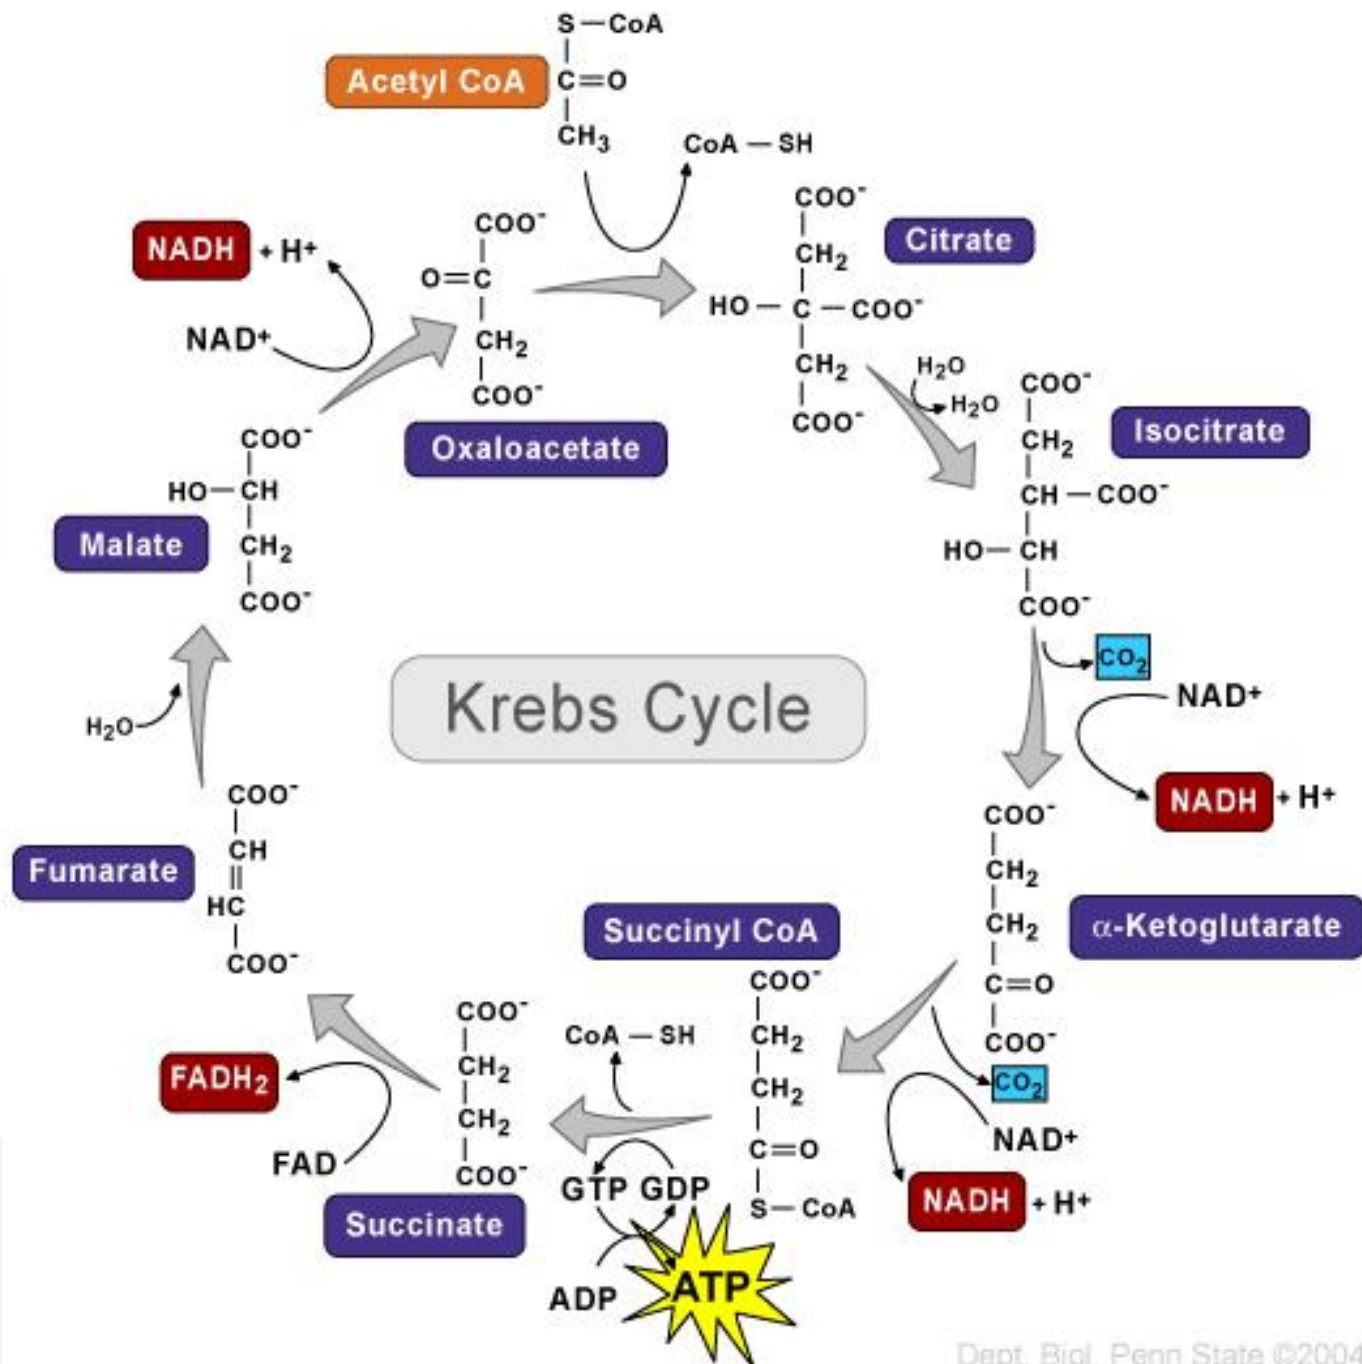 S — CoA
Acetyl CoA
C=O
CH₃
CoA — SH
COO⁻
O=C
CH₂
COO⁻
Oxaloacetate
COO⁻
CH₂
HO — C — COO⁻
CH₂
COO⁻
Citrate
H₂O
H₂O
COO⁻
CH₂
CH — COO⁻
HO — CH
COO⁻
Isocitrate
CO₂
NAD⁺
NADH + H⁺
COO⁻
CH₂
CH₂
C=O
COO⁻
α-Ketoglutarate
CO₂
NAD⁺
NADH + H⁺
Succinyl CoA
COO⁻
CH₂
CH₂
C=O
S — CoA
CoA — SH
GTP GDP
ADP
ATP
COO⁻
CH₂
CH₂
COO⁻
Succinate
FADH₂
FAD
COO⁻
CH
HC
COO⁻
Fumarate
H₂O
COO⁻
HO — CH
CH₂
COO⁻
Malate
NADH + H⁺
NAD⁺
Krebs Cycle
Dept. Biol. Penn State ©2004